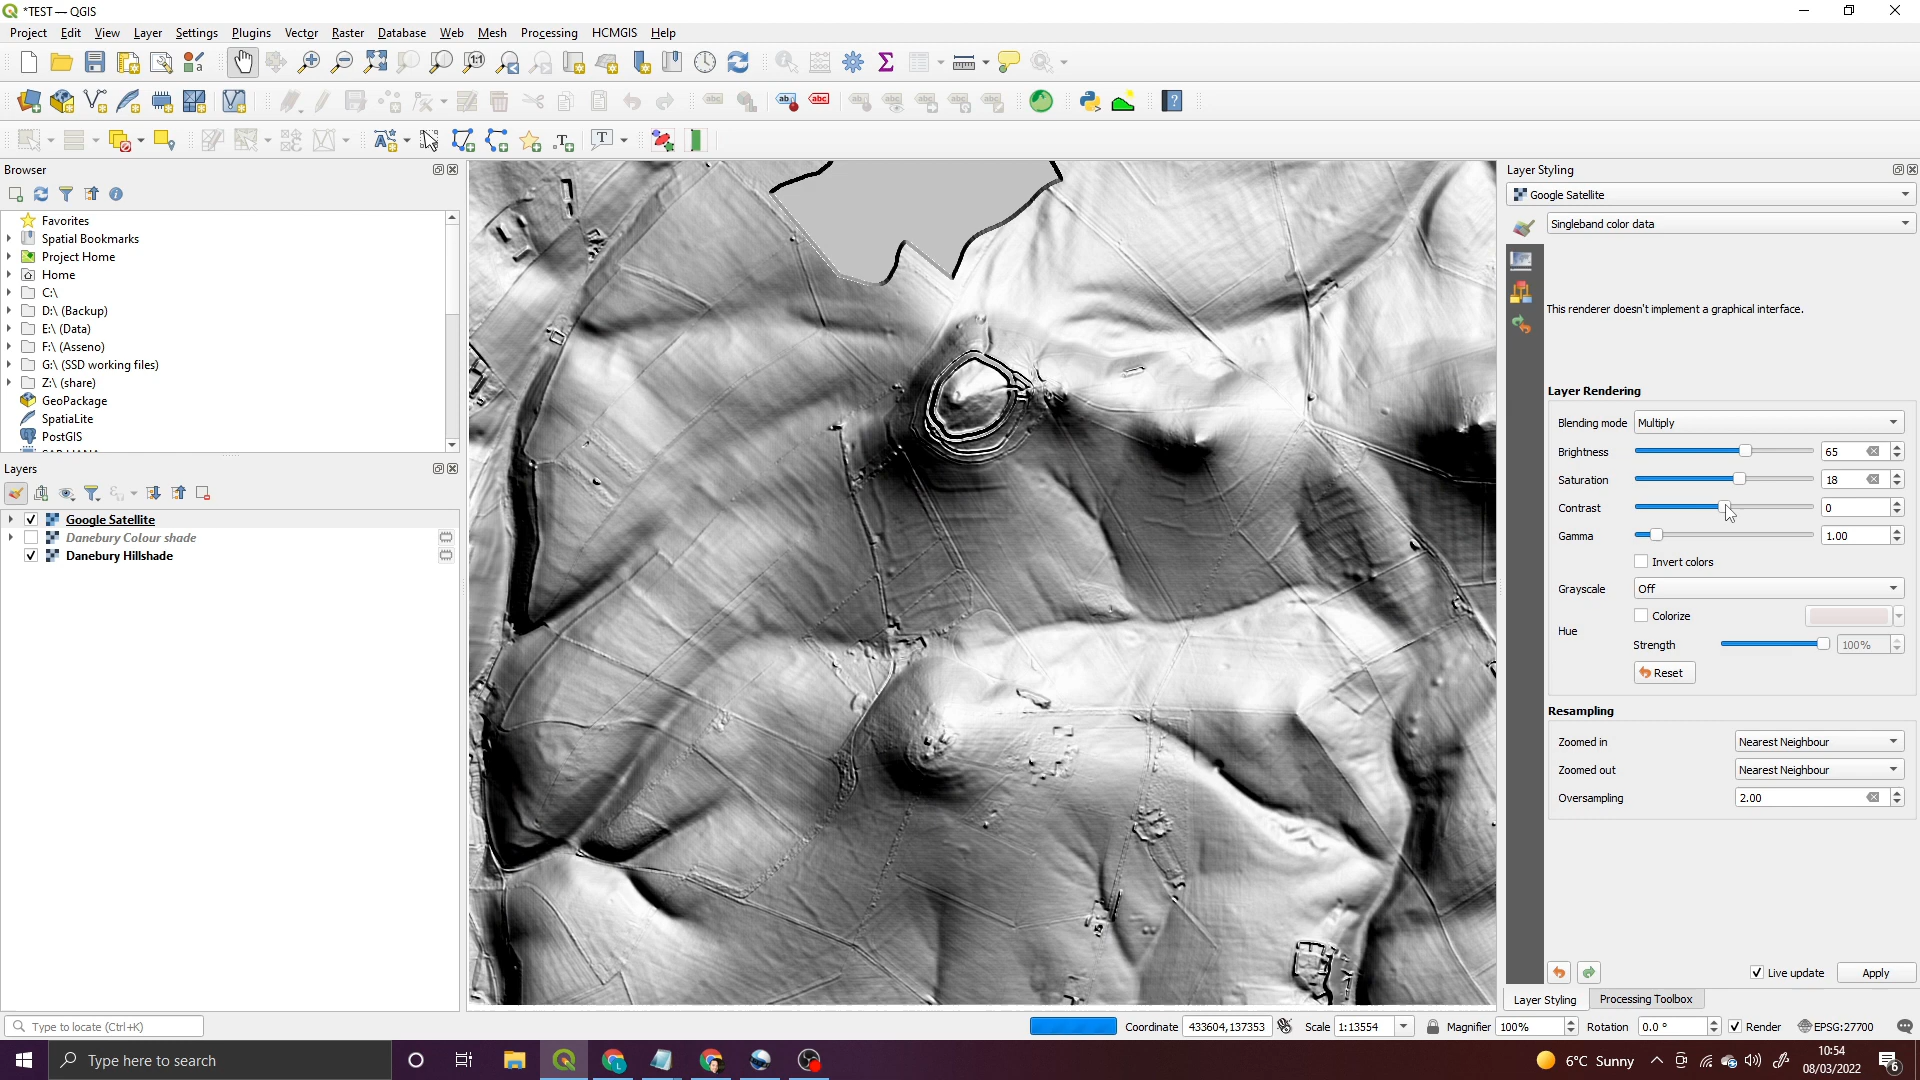 *TEST — QGIS
Project Edit View Layer Settings Plugins Vector Raster Database Web Mesh Processing HCMGIS Help
Browser
Favorites
Spatial Bookmarks
Project Home
Home
C:\
D:\ (Backup)
E:\ (Data)
F:\ (Asseno)
G:\ (SSD working files)
Z:\ (share)
GeoPackage
SpatiaLite
PostGIS
Layers
Google Satellite
Danebury Colour shade
Danebury Hillshade
Layer Styling
Google Satellite
Singleband color data
This renderer doesn't implement a graphical interface.
Layer Rendering
Blending mode Multiply
Brightness 65
Saturation 18
Contrast 0
Gamma 1.00
Invert colors
Grayscale Off
Colorize
Hue
Strength 100%
Reset
Resampling
Zoomed in Nearest Neighbour
Zoomed out Nearest Neighbour
Oversampling 2.00
Live update Apply
Layer Styling Processing Toolbox
Type to locate (Ctrl+K) Coordinate 433604,137353 Scale 1:13554 Magnifier 100% Rotation 0.0 ° Render EPSG:27700
Type here to search 6°C Sunny 10:54
08/03/2022 6